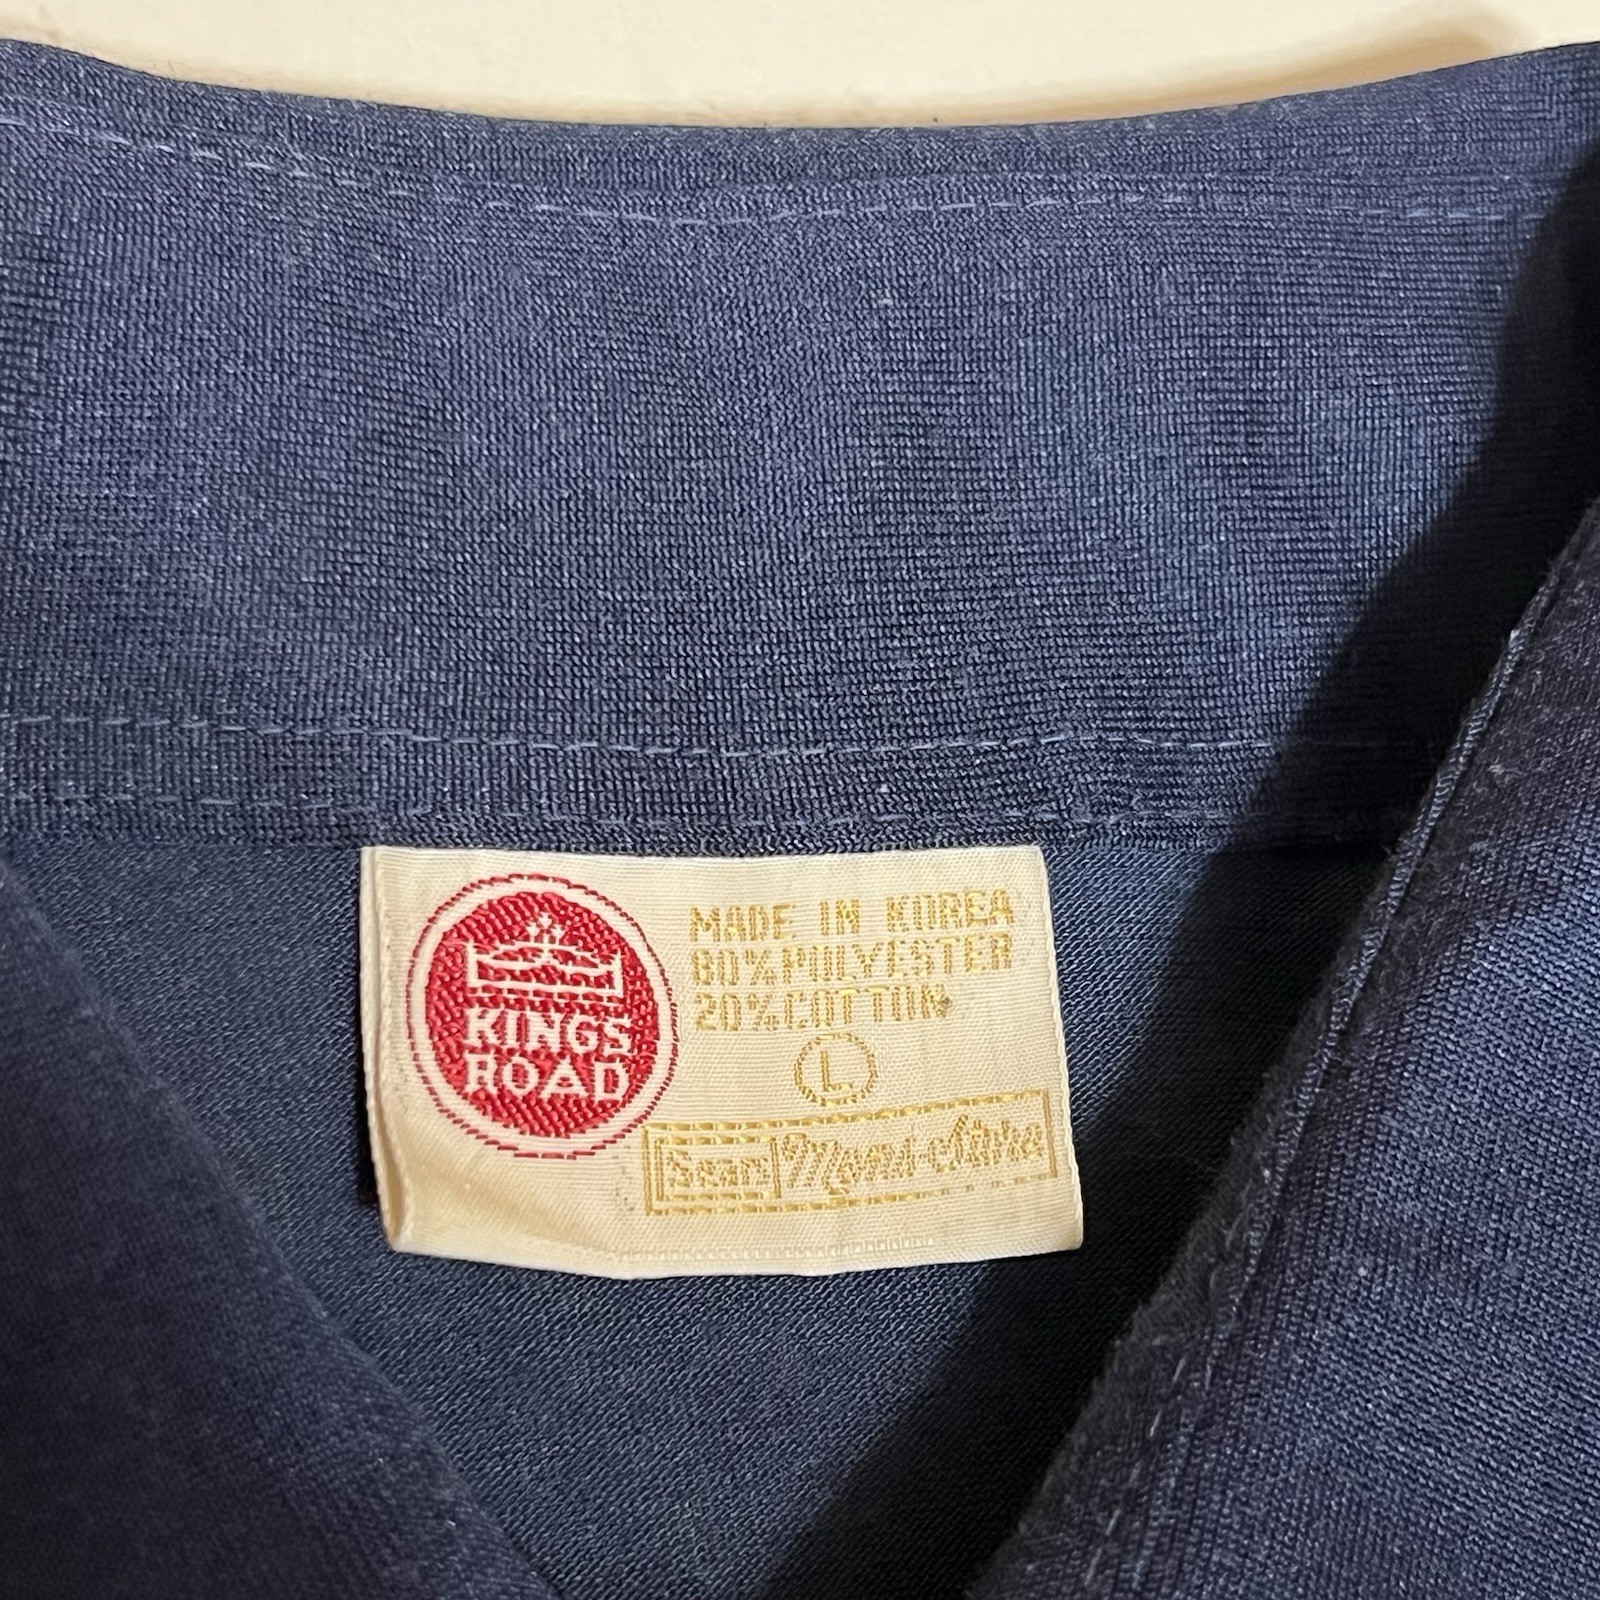 KINGS
ROAD
MADE IN KOREA
80% POLYESTER
20% COTTON
L
Sears Mens-Store